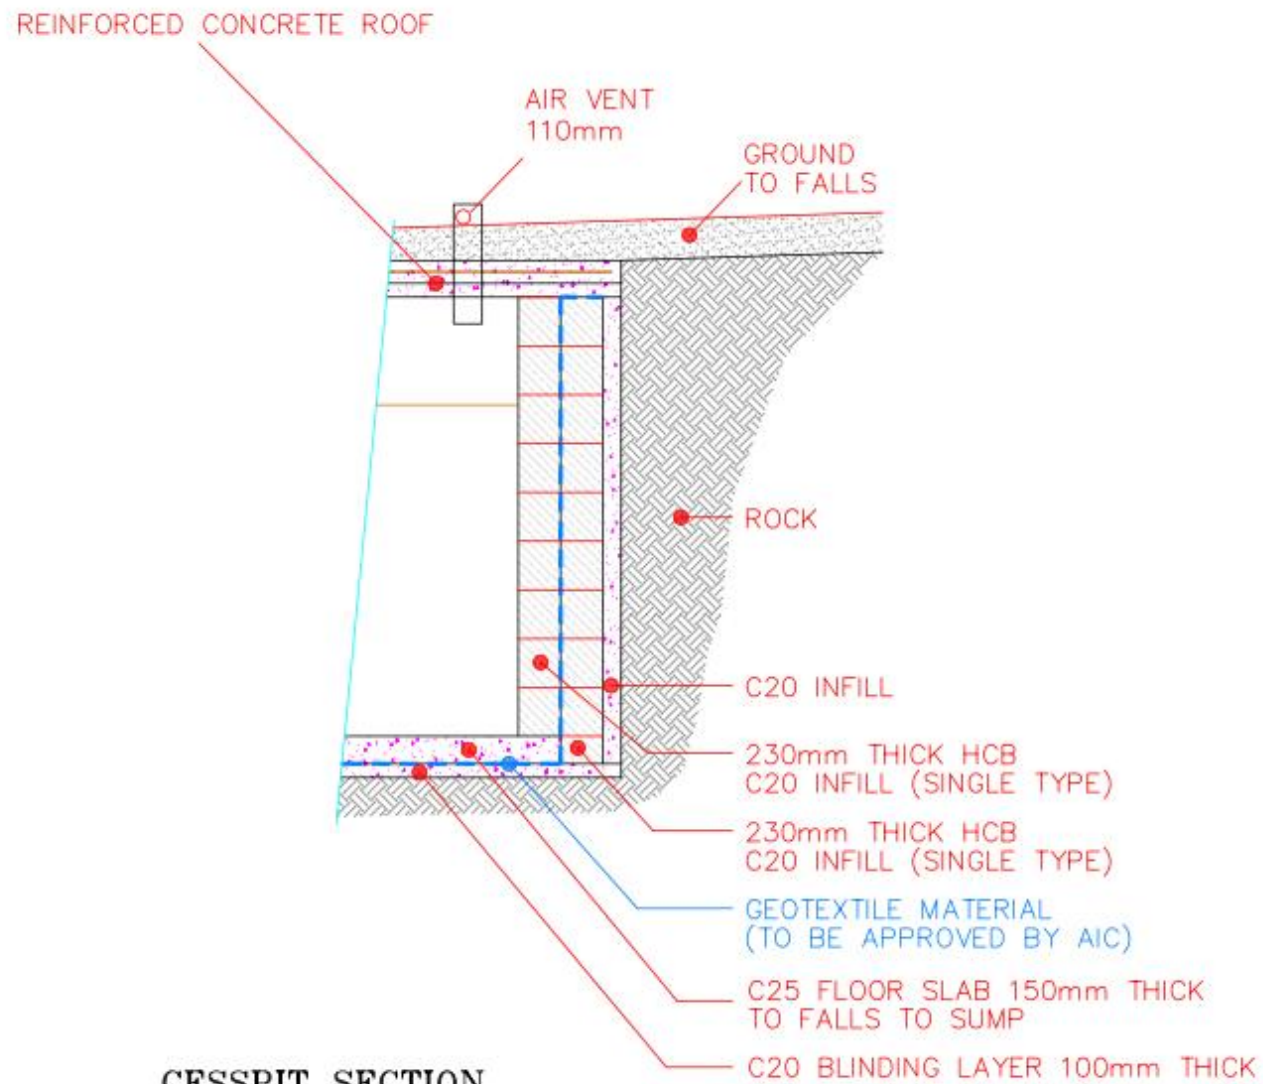 REINFORCED CONCRETE ROOF
AIR VENT
110mm
GROUND
TO FALLS
ROCK
C20 INFILL
230mm THICK HCB
C20 INFILL (SINGLE TYPE)
230mm THICK HCB
C20 INFILL (SINGLE TYPE)
GEOTEXTILE MATERIAL
(TO BE APPROVED BY AIC)
C25 FLOOR SLAB 150mm THICK
TO FALLS TO SUMP
C20 BLINDING LAYER 100mm THICK
CESSPIT SECTION